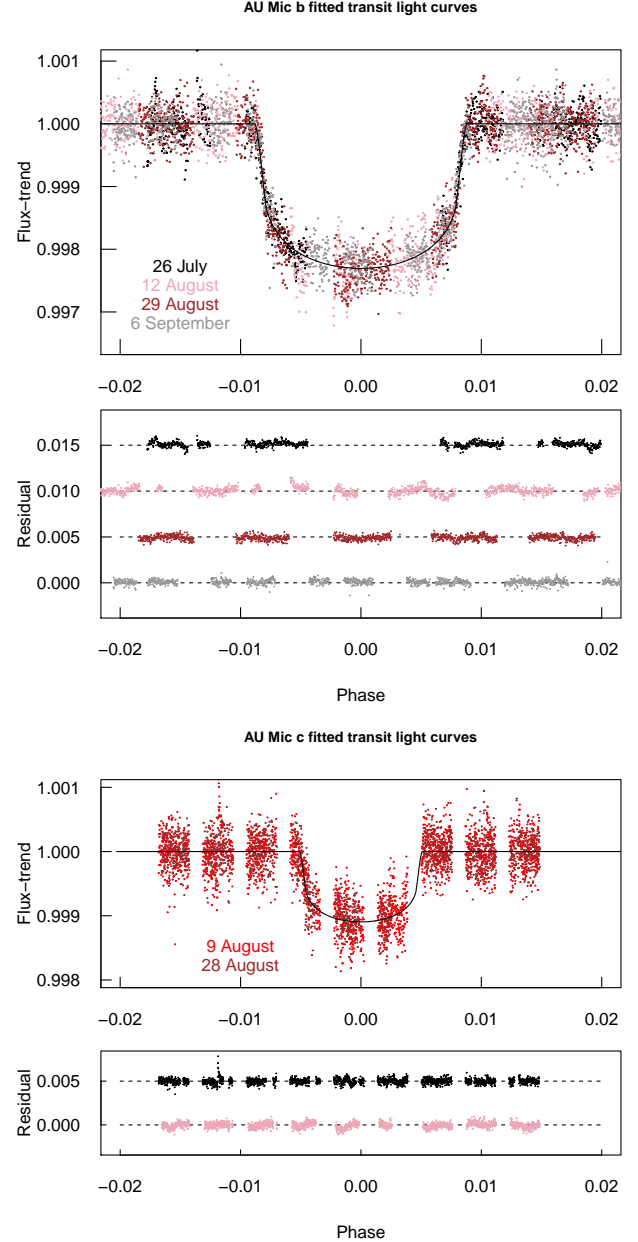 AU Mic b fitted transit light curves
1.001
1.000
0.999
0.998
0.997
Flux−trend
26 July
12 August
29 August
6 September
−0.02 −0.01 0.00 0.01 0.02
0.015
0.010
0.005
0.000
Residual
−0.02 −0.01 0.00 0.01 0.02
Phase
AU Mic c fitted transit light curves
1.001
1.000
0.999
0.998
Flux−trend
9 August
28 August
−0.02 −0.01 0.00 0.01 0.02
0.005
0.000
Residual
−0.02 −0.01 0.00 0.01 0.02
Phase